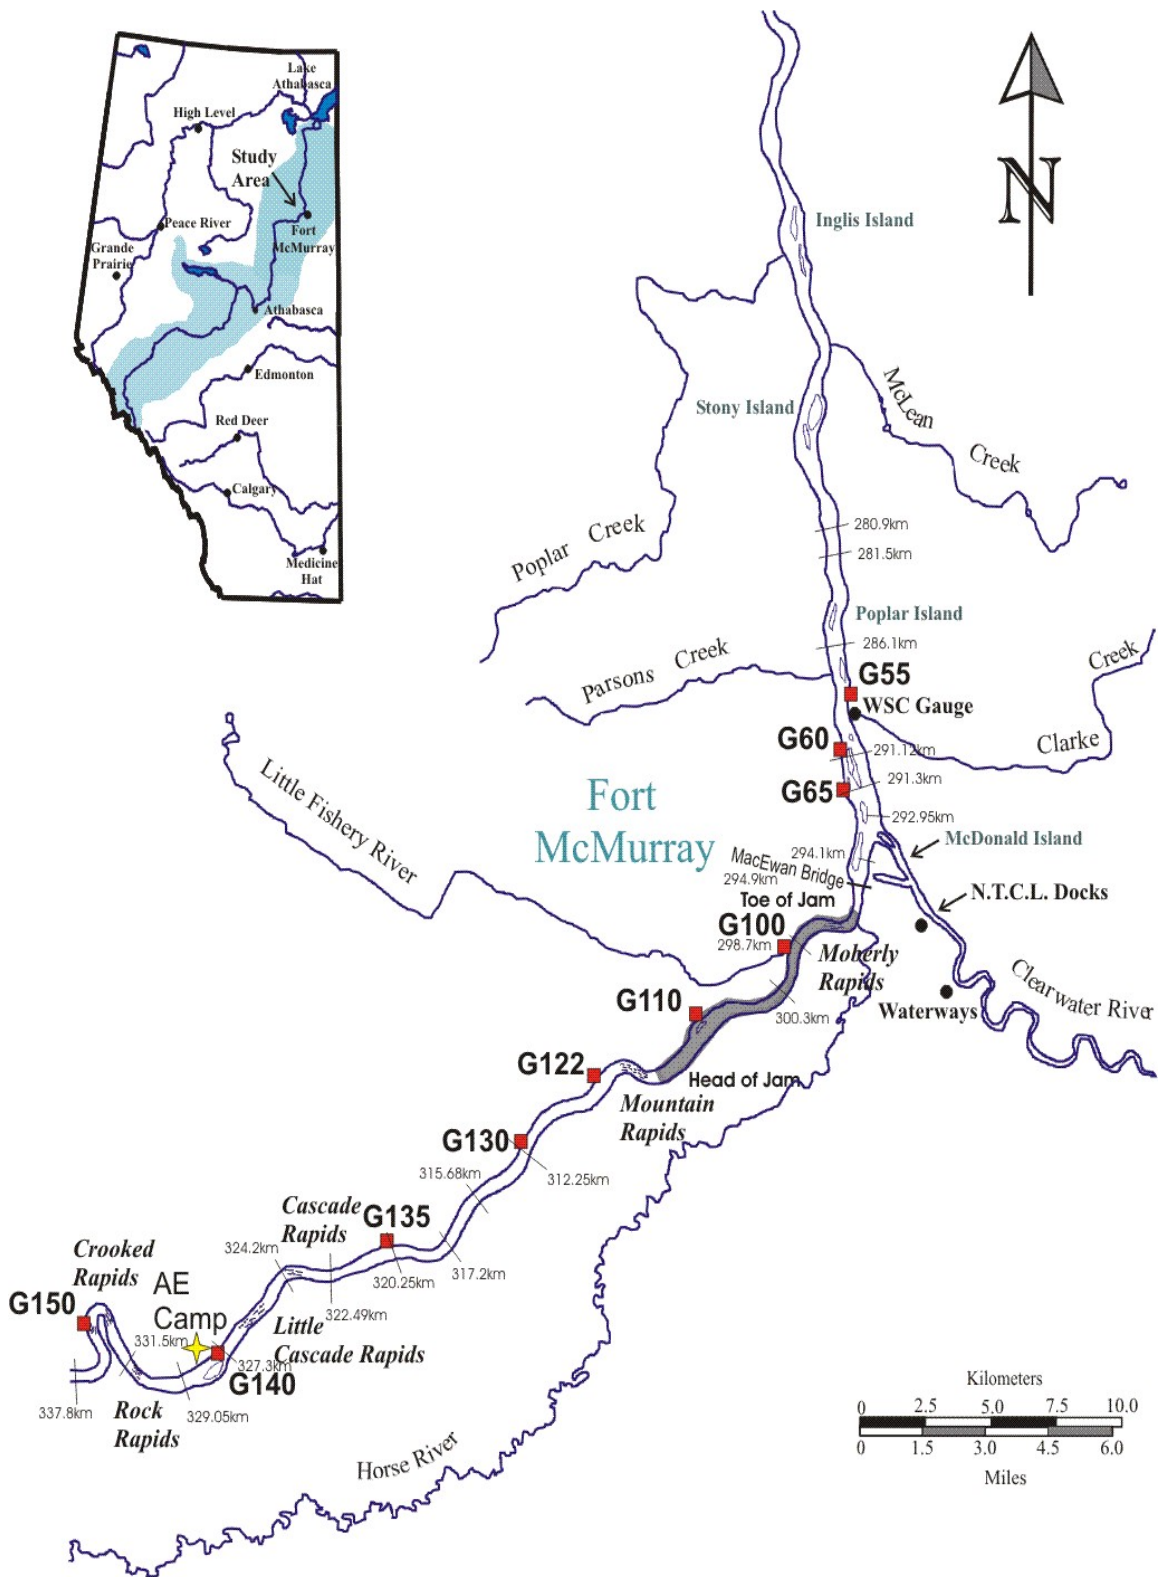 Lake
Athabasca
High Level
Study
Area
Peace River
Fort
McMurray
Grande
Prairie
Athabasca
Edmonton
Red Deer
Calgary
Medicine
Hat
N
Inglis Island
McLean
Creek
Stony Island
280.9km
Poplar Creek
281.5km
Poplar Island
286.1km
Parsons Creek
Creek
G55
WSC Gauge
G60
Clarke
291.12km
Little Fishery River
Fort
McMurray
G65
291.3km
292.95km
McDonald Island
294.1km
MacEwan Bridge
294.9km
N.T.C.L. Docks
Toe of Jam
G100
298.7km
Moberly
Rapids
Clearwater River
G110
300.3km
Waterways
G122
Head of Jam
Mountain
Rapids
G130
315.68km
312.25km
Cascade
Rapids
G135
324.2km
317.2km
320.25km
Crooked
Rapids
AE
Camp
322.49km
G150
Little
Cascade Rapids
331.5km
327.3km
G140
337.8km
Rock
Rapids
329.05km
Horse River
Kilometers
0 2.5 5.0 7.5 10.0
0 1.5 3.0 4.5 6.0
Miles